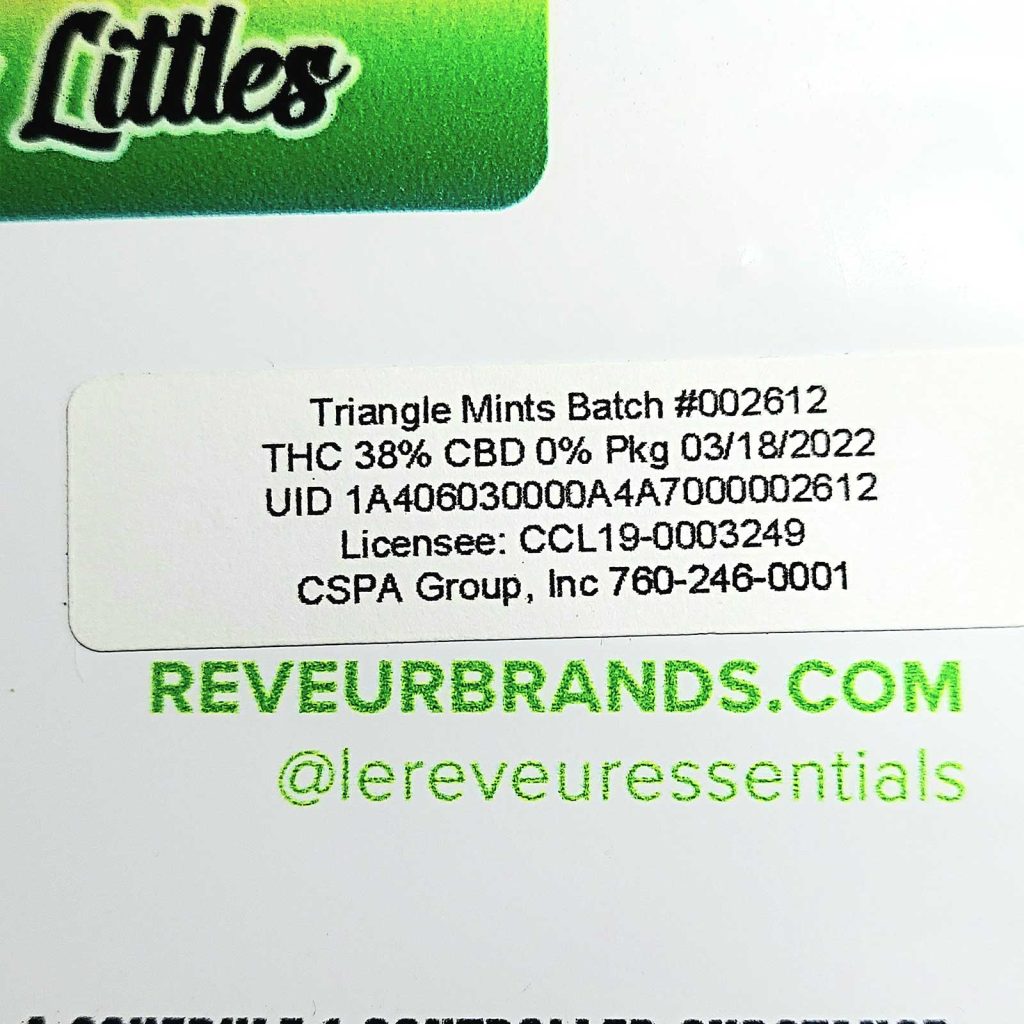 Littles
Triangle Mints Batch #002612
THC 38% CBD 0% Pkg 03/18/2022
UID 1A406030000A4A7000002612
Licensee: CCL19-0003249
CSPA Group, Inc 760-246-0001
REVEURBRANDS.COM
@lereveuressentials